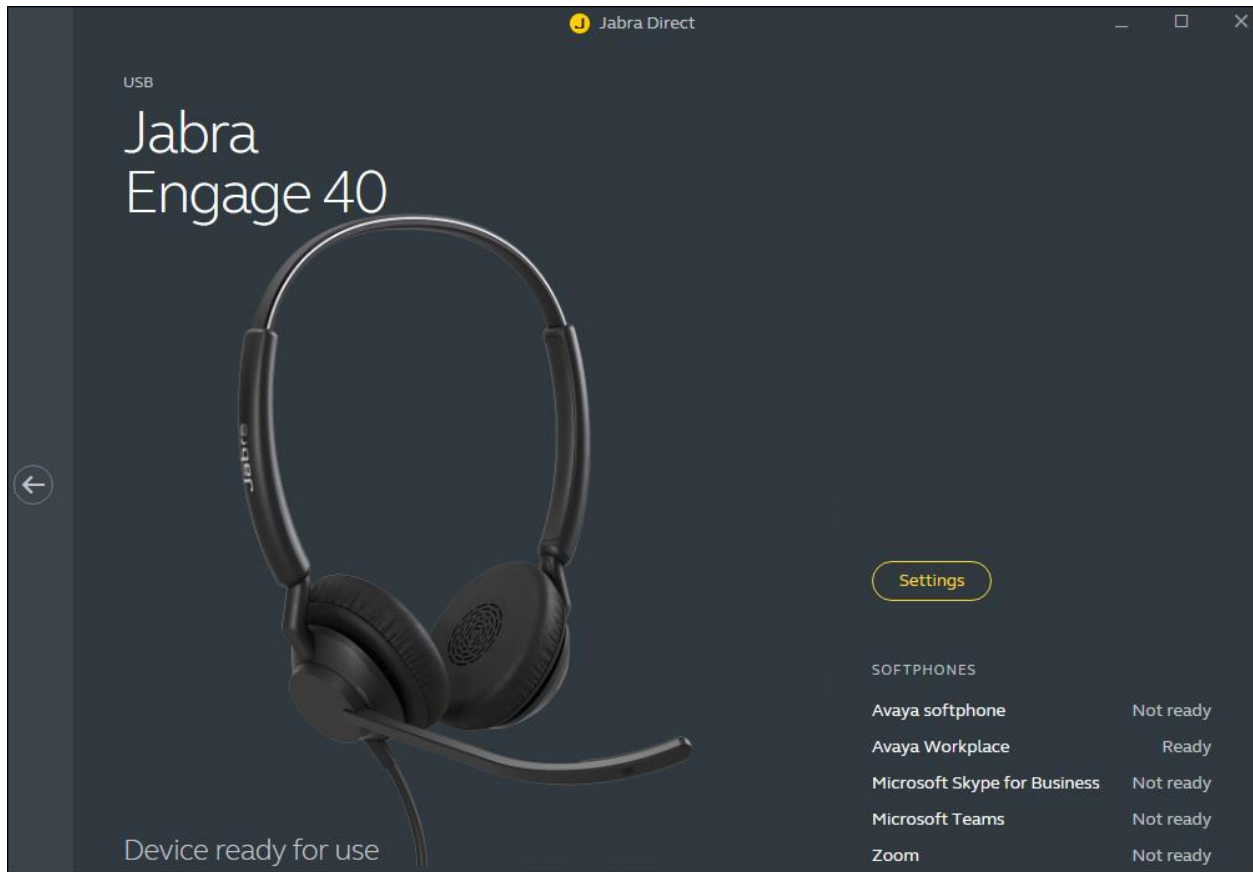 Jabra Direct
USB
Jabra
Engage 40
Jabra
Settings
SOFTPHONES
Avaya softphone Not ready
Avaya Workplace Ready
Microsoft Skype for Business Not ready
Microsoft Teams Not ready
Zoom Not ready
Device ready for use